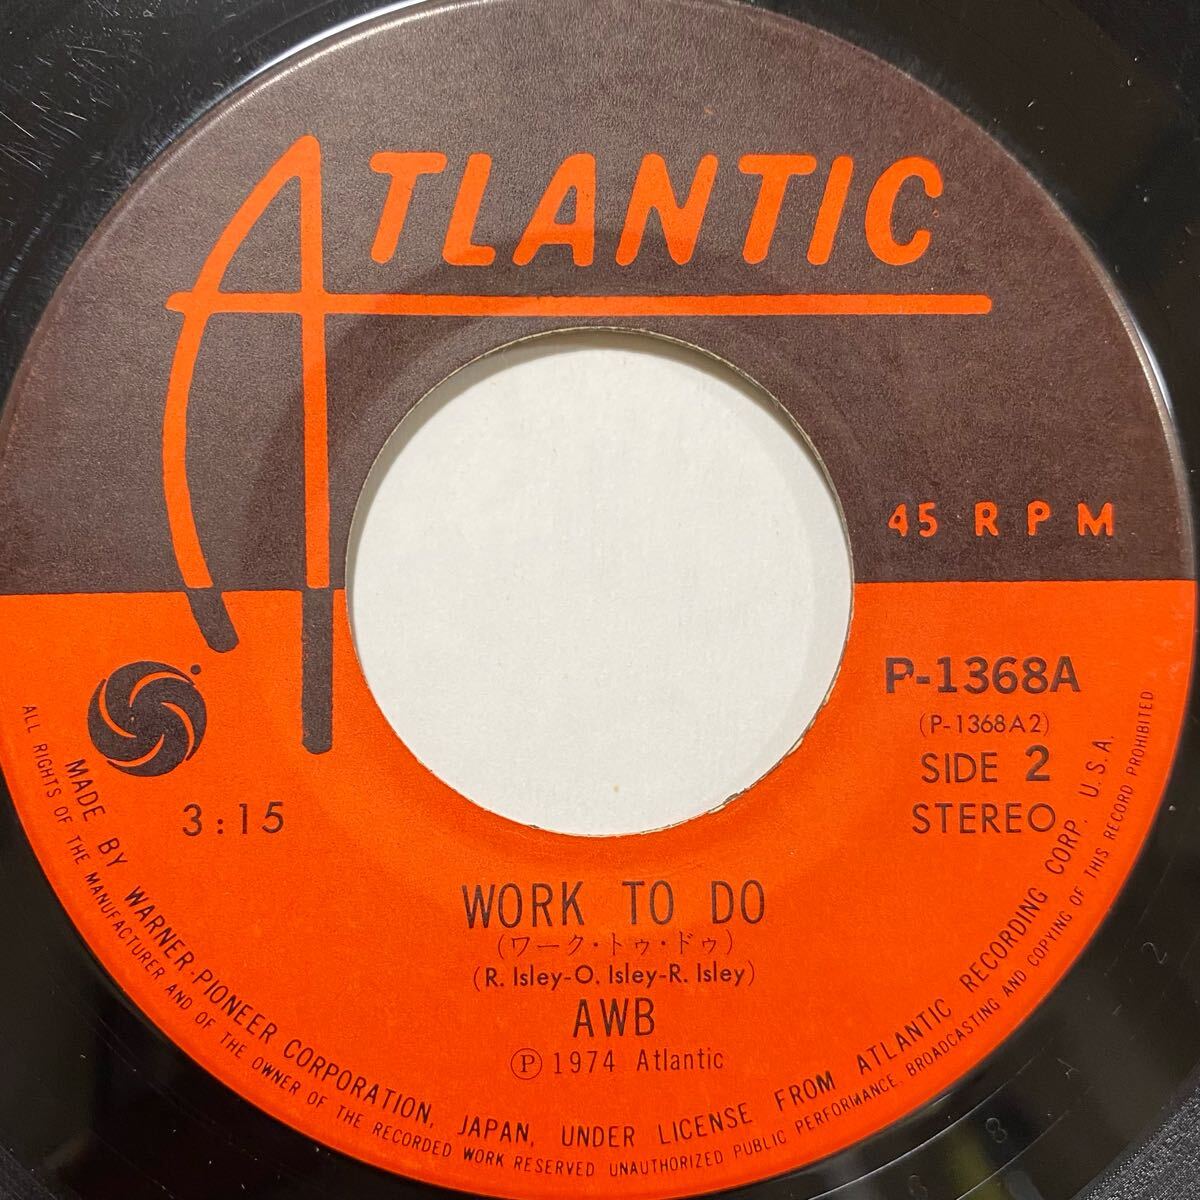 ATLANTIC
45 RPM
P-1368A
(P-1368A2)
SIDE 2
STEREO
3:15
WORK TO DO
(ワーク・トゥ・ドゥ)
(R. Isley-O. Isley-R. Isley)
AWB
Ⓟ 1974 Atlantic
MADE BY WARNER-PIONEER CORPORATION, JAPAN, UNDER LICENSE FROM ATLANTIC RECORDING CORP. U.S.A.
ALL RIGHTS OF THE MANUFACTURER AND OF THE OWNER OF THE RECORDED WORK RESERVED UNAUTHORIZED PUBLIC PERFORMANCE, BROADCASTING AND COPYING OF THIS RECORD PROHIBITED